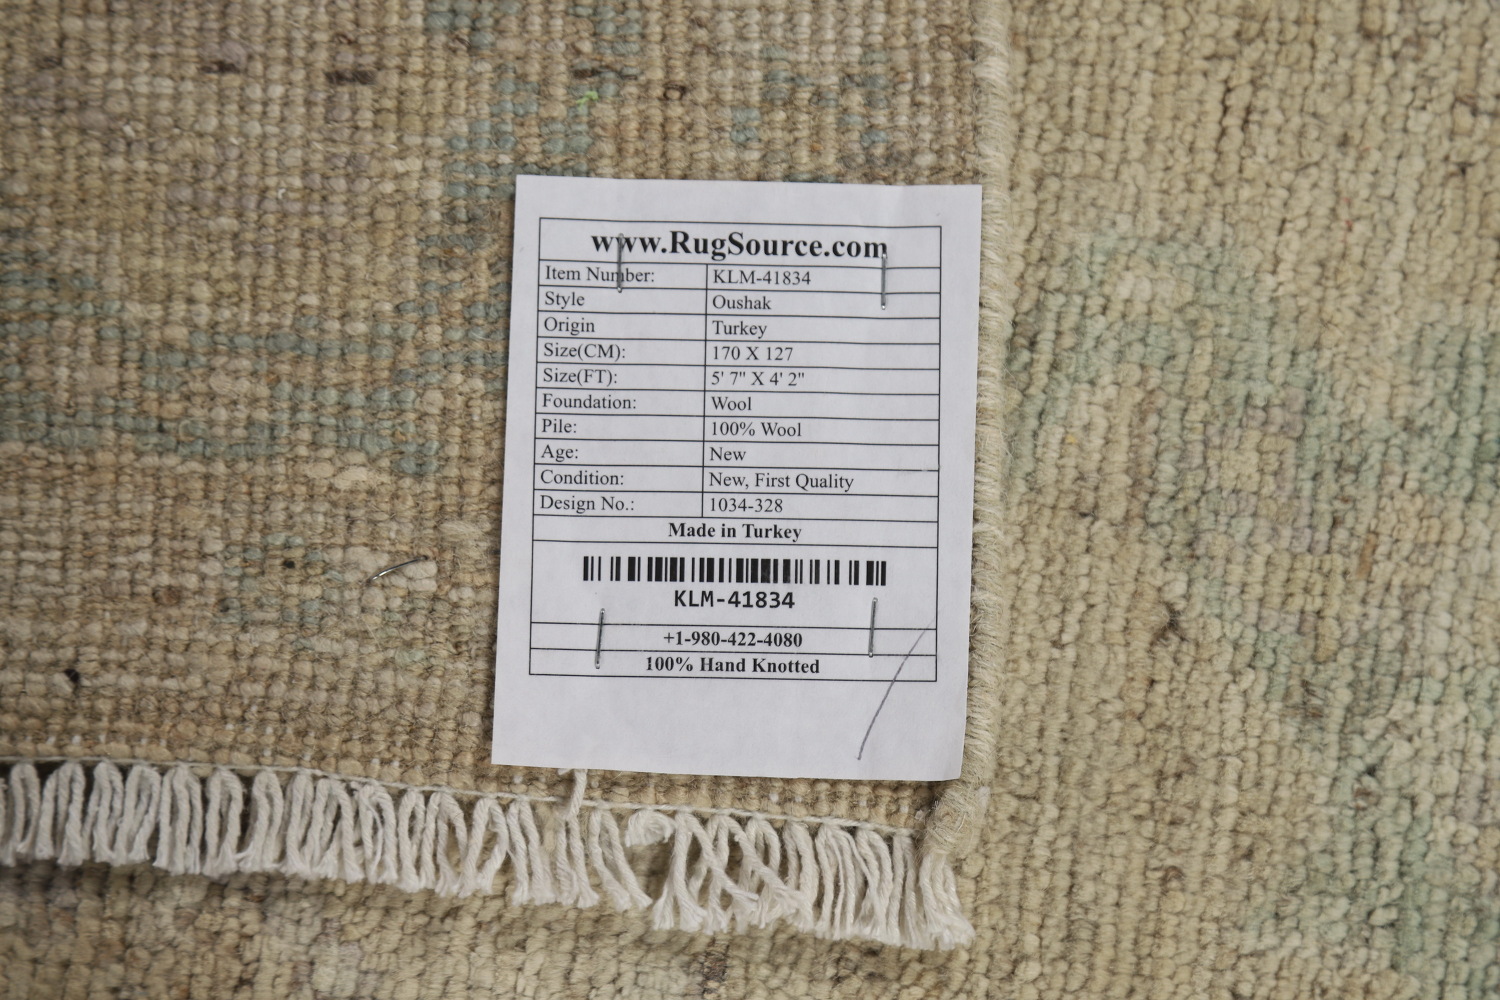 www.RugSource.com
Item Number: KLM-41834
Style Oushak
Origin Turkey
Size(CM): 170 X 127
Size(FT): 5' 7" X 4' 2"
Foundation: Wool
Pile: 100% Wool
Age: New
Condition: New, First Quality
Design No.: 1034-328
Made in Turkey
KLM-41834
+1-980-422-4080
100% Hand Knotted